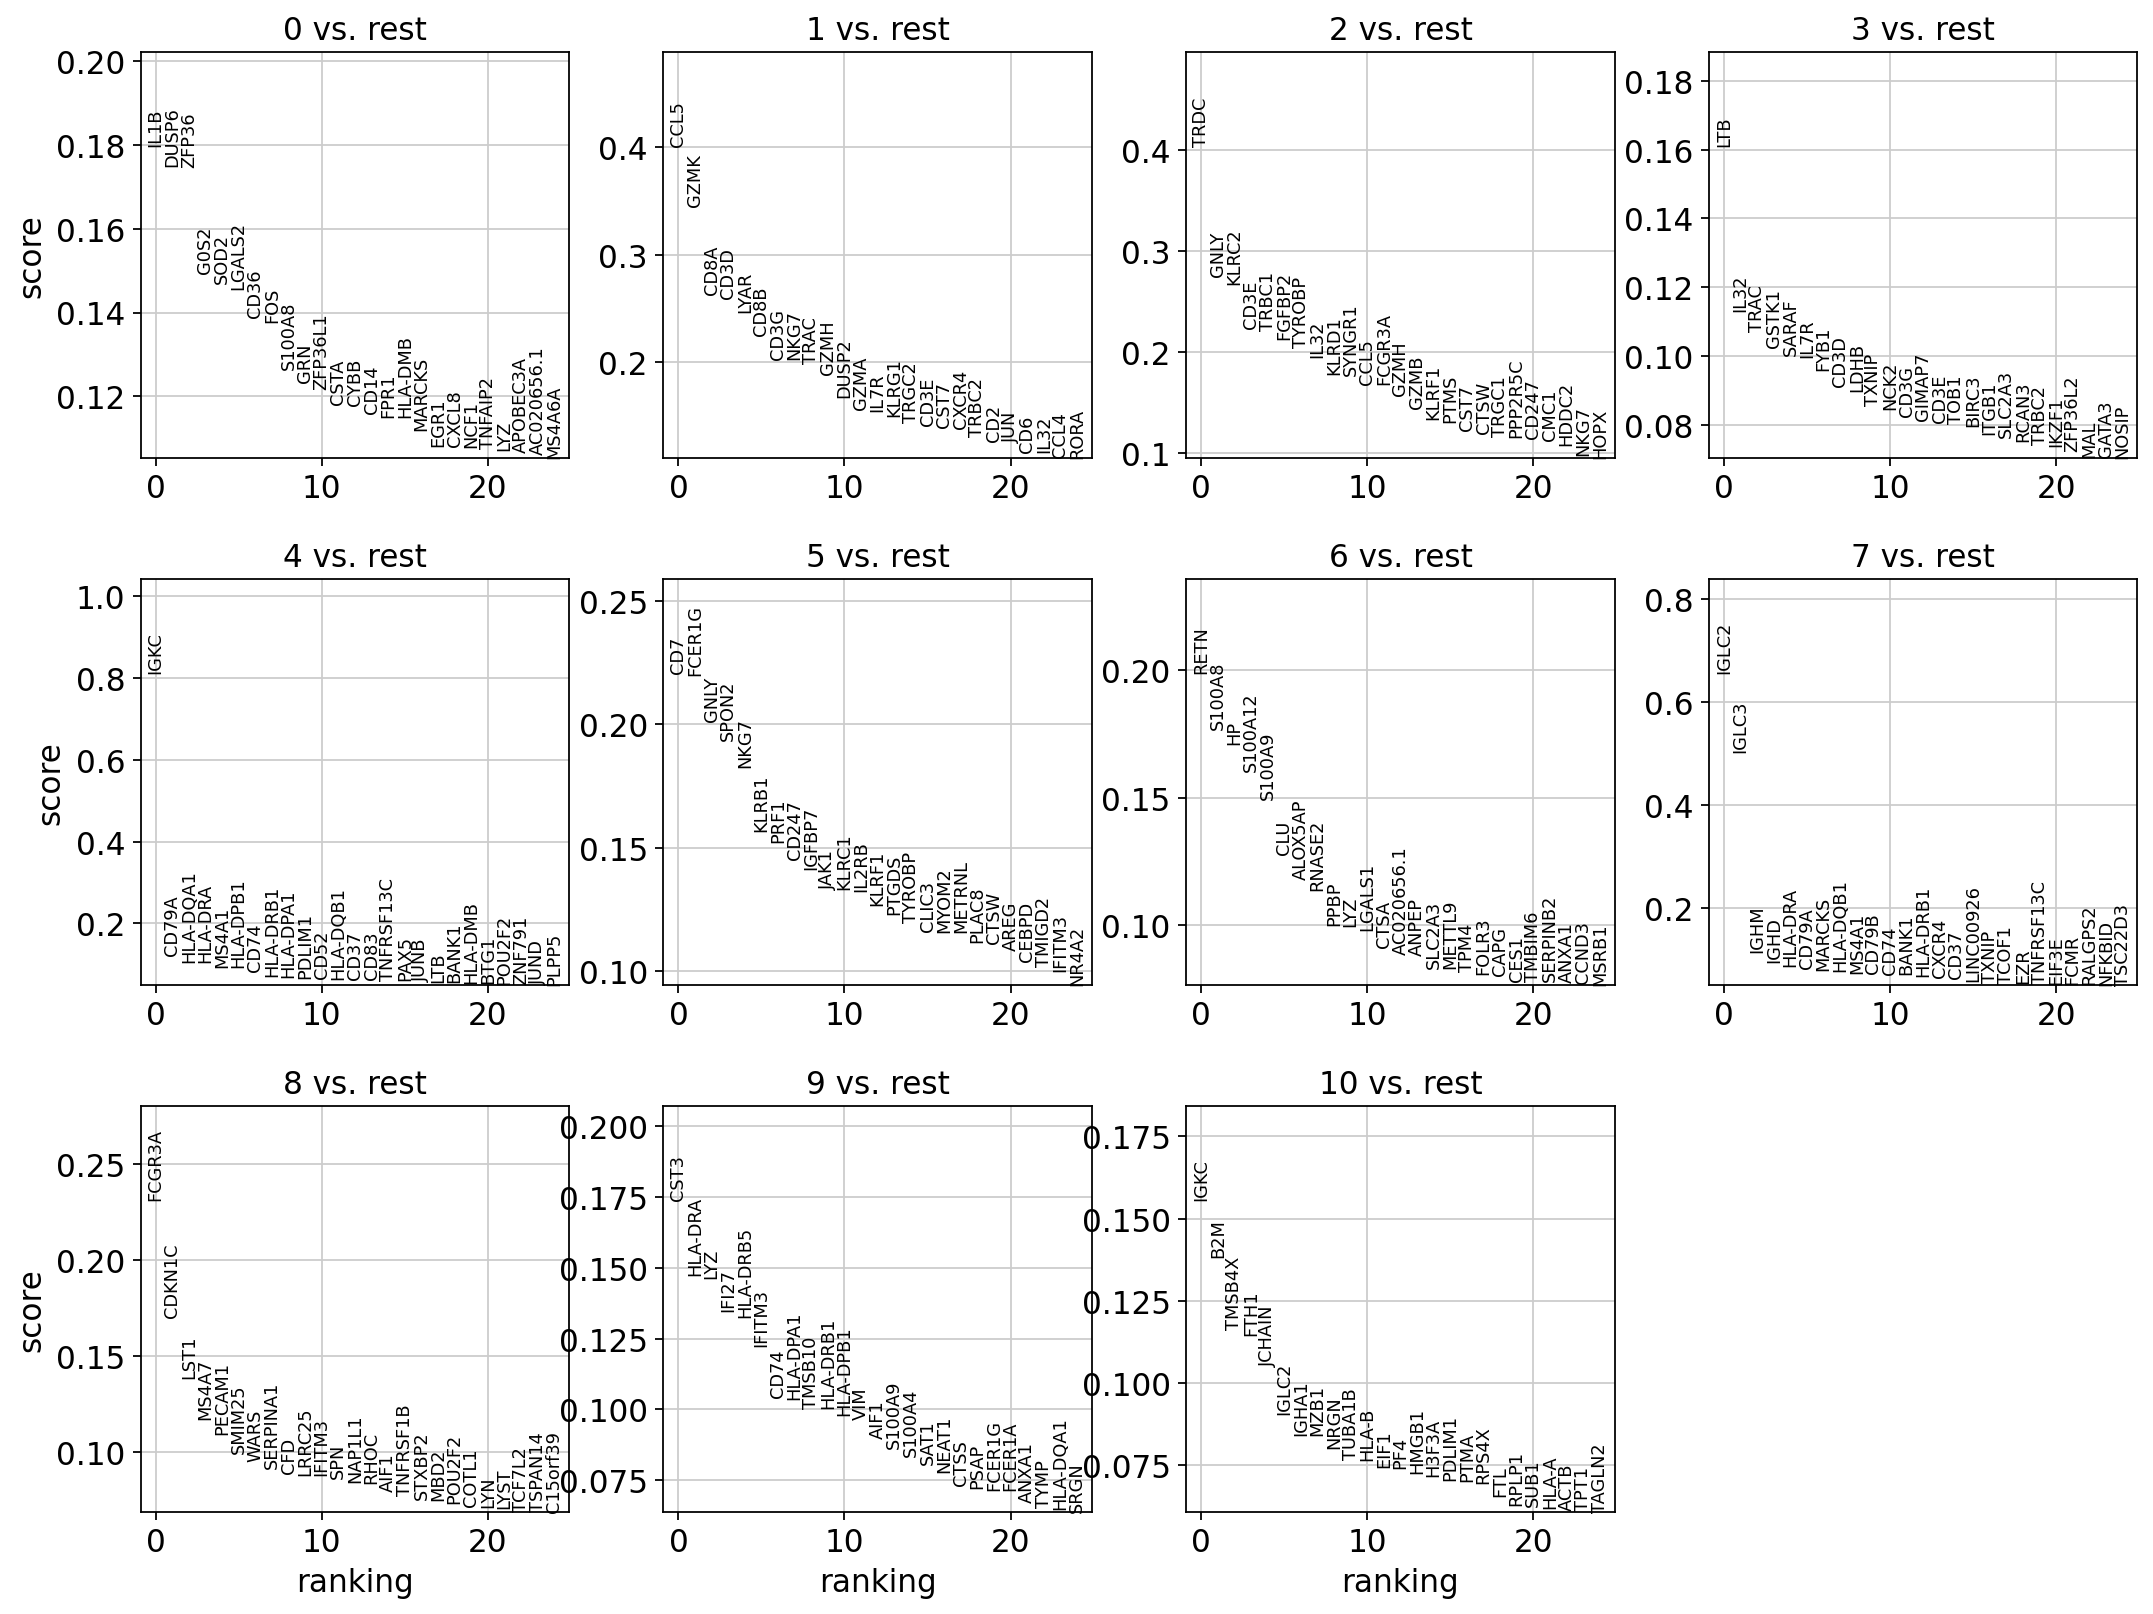 0 vs. rest
score
0.20
0.18
0.16
0.14
0.12
0 10 20
IL1B DUSP6 ZFP36 G0S2 SOD2 LGALS2 CD36 FOS S100A8 GRN ZFP36L1 CSTA CYBB CD14 FPR1 HLA-DMB MARCKS EGR1 CXCL8 NCF1 TNFAIP2 LYZ APOBEC3A AC020656.1 MS4A6A
1 vs. rest
0.4
0.3
0.2
0 10 20
CCL5 GZMK CD8A CD3D LYAR CD8B CD3G NKG7 TRAC GZMH DUSP2 GZMA IL7R KLRG1 TRGC2 CD3E CST7 CXCR4 TRBC2 CD2 JUN CD6 IL32 CCL4 RORA
2 vs. rest
0.4
0.3
0.2
0.1
0 10 20
TRDC GNLY KLRC2 CD3E TRBC1 FGFBP2 TYROBP IL32 KLRD1 SYNGR1 CCL5 FCGR3A GZMH GZMB KLRF1 PTMS CST7 CTSW TRGC1 PPP2R5C CD247 CMC1 HDDC2 NKG7 HOPX
3 vs. rest
0.18
0.16
0.14
0.12
0.10
0.08
0 10 20
LTB IL32 TRAC GSTK1 SARAF IL7R FYB1 CD3D LDHB TXNIP NCK2 CD3G GIMAP7 CD3E TOB1 BIRC3 ITGB1 SLC2A3 RCAN3 TRBC2 IKZF1 ZFP36L2 MAL GATA3 NOSIP
4 vs. rest
score
1.0
0.8
0.6
0.4
0.2
0 10 20
IGKC CD79A HLA-DQA1 HLA-DRA MS4A1 HLA-DPB1 CD74 HLA-DRB1 HLA-DPA1 PDLIM1 CD52 HLA-DQB1 CD37 CD83 TNFRSF13C PAX5 JUNB LTB BANK1 HLA-DMB BTG1 POU2F2 ZNF791 JUND PLPP5
5 vs. rest
0.25
0.20
0.15
0.10
0 10 20
CD7 FCER1G GNLY SPON2 NKG7 KLRB1 PRF1 CD247 IGFBP7 JAK1 KLRC1 IL2RB KLRF1 PTGDS TYROBP CLIC3 MYOM2 METRNL PLAC8 CTSW AREG CEBPD TMIGD2 IFITM3 NR4A2
6 vs. rest
0.20
0.15
0.10
0 10 20
RETN S100A8 HP S100A12 S100A9 CLU ALOX5AP RNASE2 PPBP LYZ LGALS1 CTSA AC020656.1 ANPEP SLC2A3 METTL9 TPM4 FOLR3 CAPG CES1 TMBIM6 SERPINB2 ANXA1 CCND3 MSRB1
7 vs. rest
0.8
0.6
0.4
0.2
0 10 20
IGLC2 IGLC3 IGHM IGHD HLA-DRA CD79A MARCKS HLA-DQB1 MS4A1 CD79B CD74 BANK1 HLA-DRB1 CXCR4 CD37 LINC00926 TXNIP TCOF1 EZR TNFRSF13C EIF3E FCMR RALGPS2 NFKBID TSC22D3
8 vs. rest
score
0.25
0.20
0.15
0.10
0 10 20
ranking
FCGR3A CDKN1C LST1 MS4A7 PECAM1 SMIM25 WARS SERPINA1 CFD LRRC25 IFITM3 SPN NAP1L1 RHOC AIF1 TNFRSF1B STXBP2 MBD2 POU2F2 COTL1 LYN LYST TCF7L2 TSPAN14 C15orf39
9 vs. rest
0.200
0.175
0.150
0.125
0.100
0.075
0 10 20
ranking
CST3 HLA-DRA LYZ IFI27 HLA-DRB5 IFITM3 CD74 HLA-DPA1 TMSB10 HLA-DRB1 HLA-DPB1 VIM AIF1 S100A9 S100A4 SAT1 NEAT1 CTSS PSAP FCER1G FCER1A ANXA1 TYMP HLA-DQA1 SRGN
10 vs. rest
0.175
0.150
0.125
0.100
0.075
0 10 20
ranking
IGKC B2M TMSB4X FTH1 JCHAIN IGLC2 IGHA1 MZB1 NRGN TUBA1B HLA-B EIF1 PF4 HMGB1 H3F3A PDLIM1 PTMA RPS4X FTL RPLP1 SUB1 HLA-A ACTB TPT1 TAGLN2